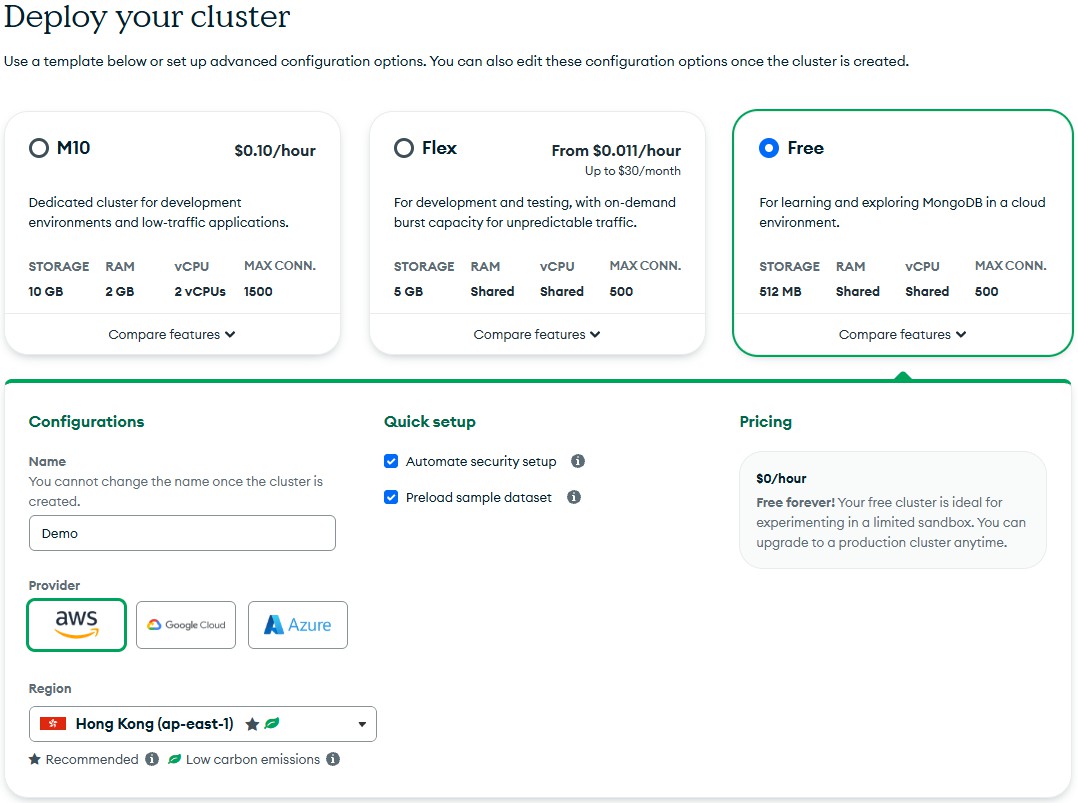 Deploy your cluster
Use a template below or set up advanced configuration options. You can also edit these configuration options once the cluster is created.
M10
$0.10/hour
Dedicated cluster for development
environments and low-traffic applications.
STORAGE RAM vCPU MAX CONN.
10 GB 2 GB 2 vCPUs 1500
Compare features
Flex
From $0.011/hour
Up to $30/month
For development and testing, with on-demand
burst capacity for unpredictable traffic.
STORAGE RAM vCPU MAX CONN.
5 GB Shared Shared 500
Compare features
Free
For learning and exploring MongoDB in a cloud
environment.
STORAGE RAM vCPU MAX CONN.
512 MB Shared Shared 500
Compare features
Configurations
Name
You cannot change the name once the cluster is
created.
Demo
Provider
aws
Google Cloud
Azure
Region
Hong Kong (ap-east-1)
Recommended Low carbon emissions
Quick setup
Automate security setup
Preload sample dataset
Pricing
$0/hour
Free forever! Your free cluster is ideal for
experimenting in a limited sandbox. You can
upgrade to a production cluster anytime.